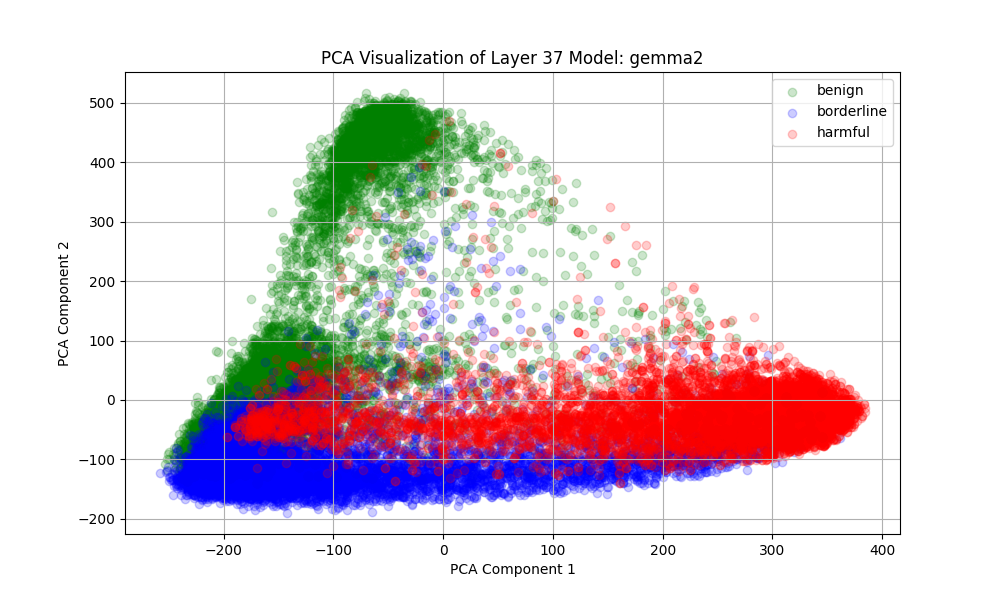 PCA Visualization of Layer 37 Model: gemma2
benign
borderline
harmful
500
400
300
200
100
0
−100
−200
PCA Component 2
−200
−100
0
100
200
300
400
PCA Component 1